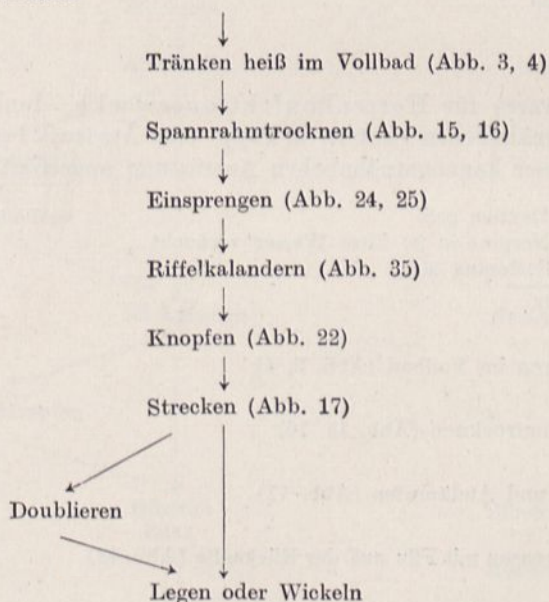 Tränken heiß im Vollbad (Abb. 3, 4)
Spannrahmtrocknen (Abb. 15, 16)
Einsprengen (Abb. 24, 25)
Riffelkalandern (Abb. 35)
Knopfen (Abb. 22)
Strecken (Abb. 17)
Doublieren
Legen oder Wickeln